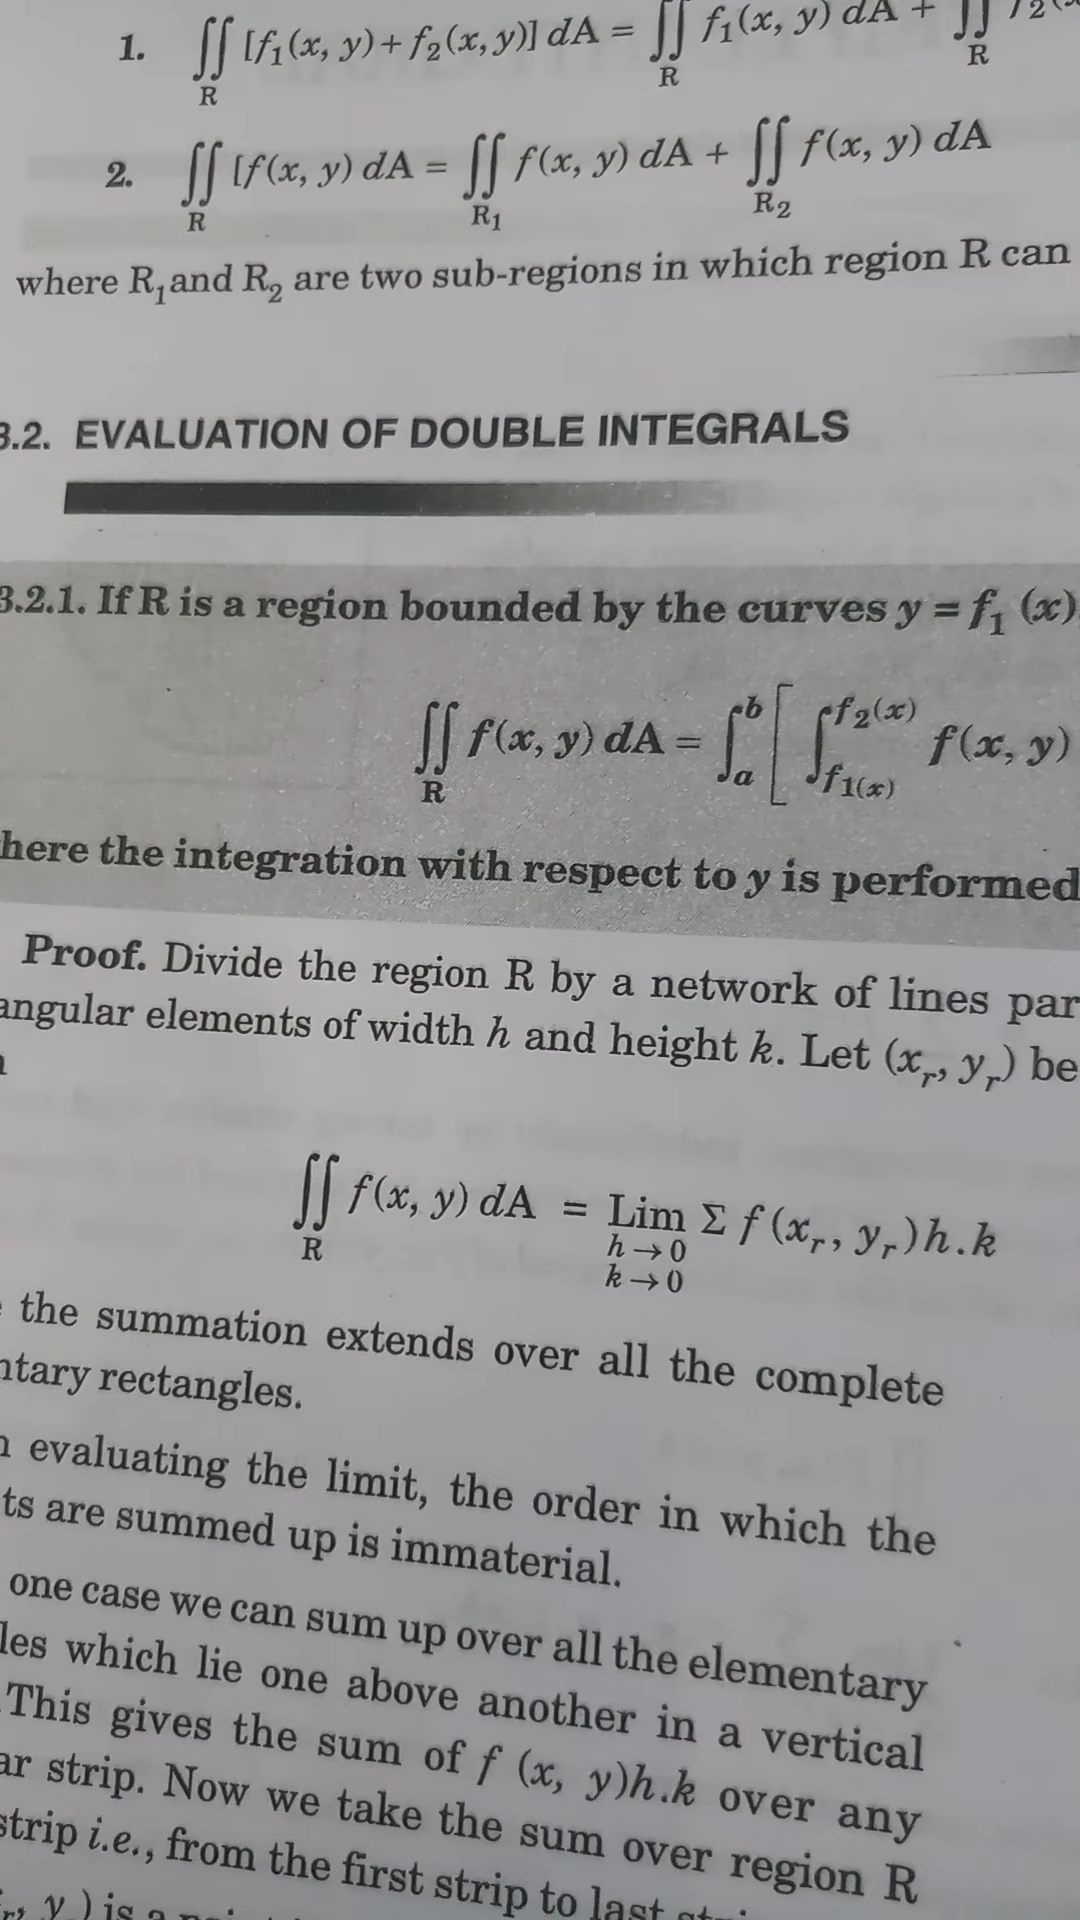 1. ∬ [f₁(x, y) + f₂(x, y)] dA = ∬ f₁(x, y) dA + ∬
R R R
2. ∬ [f(x, y) dA = ∬ f(x, y) dA + ∬ f(x, y) dA
R R₁ R₂
where R₁ and R₂ are two sub-regions in which region R can
3.2. EVALUATION OF DOUBLE INTEGRALS
3.2.1. If R is a region bounded by the curves y = f₁ (x)
∬ f(x, y) dA = ∫ₐᵇ [ ∫ f₂(x) f₁(x) f(x, y)
R
here the integration with respect to y is performed
Proof. Divide the region R by a network of lines par
angular elements of width h and height k. Let (xᵣ, yᵣ) be
∬ f(x, y) dA = Lim Σ f (xᵣ, yᵣ)h.k
R h → 0
k → 0
the summation extends over all the complete
ntary rectangles.
evaluating the limit, the order in which the
ts are summed up is immaterial.
one case we can sum up over all the elementary
les which lie one above another in a vertical
This gives the sum of f (x, y)h.k over any
ar strip. Now we take the sum over region R
strip i.e., from the first strip to last
y ) is a